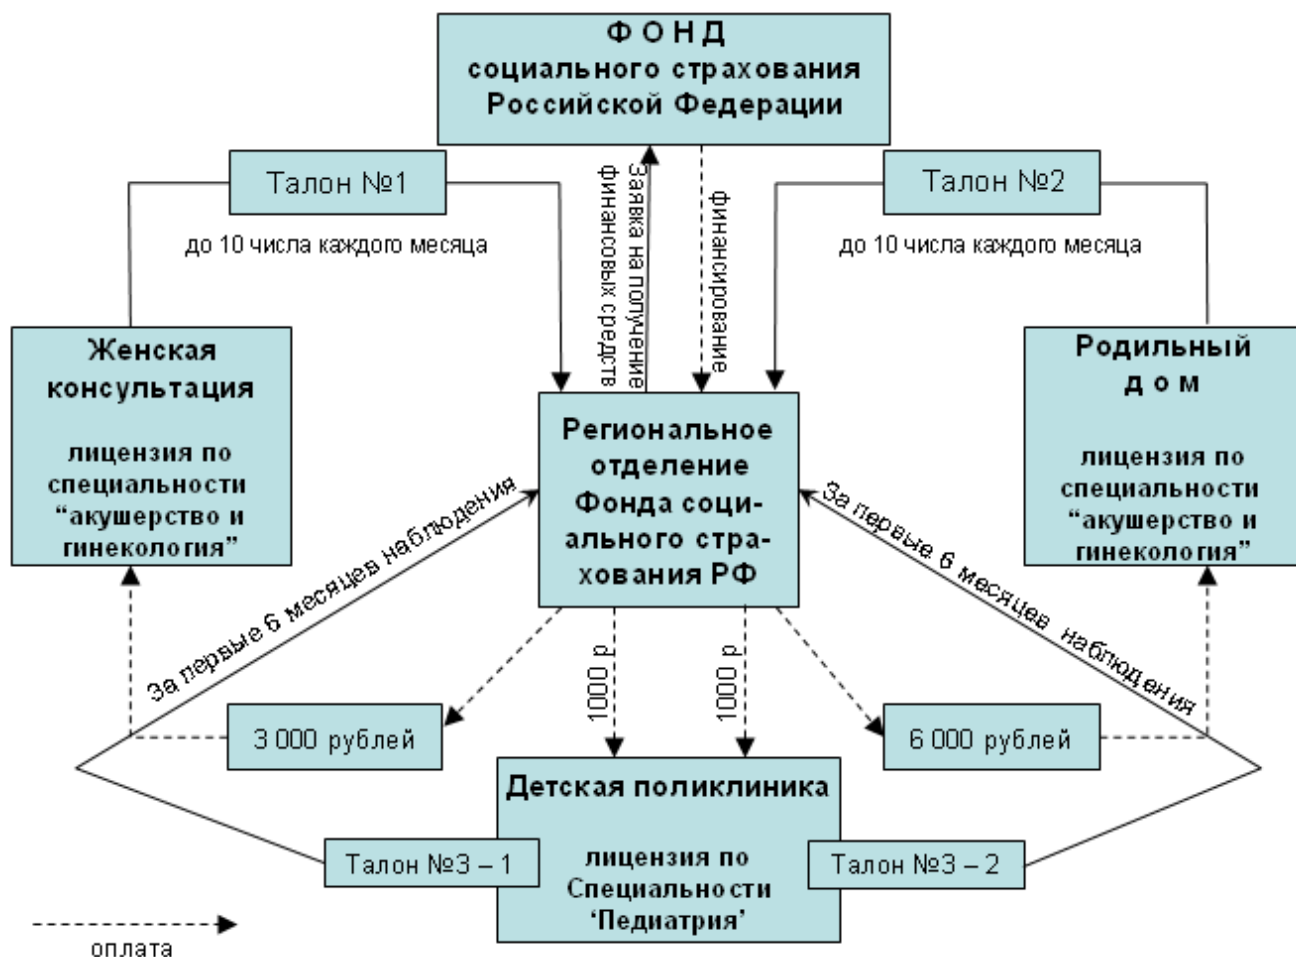 Ф О Н Д
социального страхования
Российской Федерации
Талон №1
до 10 числа каждого месяца
Заявка на получение
финансовых средств
финансирование
Талон №2
до 10 числа каждого месяца
Женская
консультация
лицензия по
специальности
“акушерство и
гинекология”
Региональное
отделение
Фонда соци-
ального стра-
хования РФ
Родильный
д о м
лицензия по
специальности
“акушерство и
гинекология”
За первые 6 месяцев наблюдения
За первые 6 месяцев наблюдения
3 000 рублей
1000 р
1000 р
6 000 рублей
Детская поликлиника
лицензия по
Специальности
‘Педиатрия’
Талон №3 – 1
Талон №3 – 2
оплата